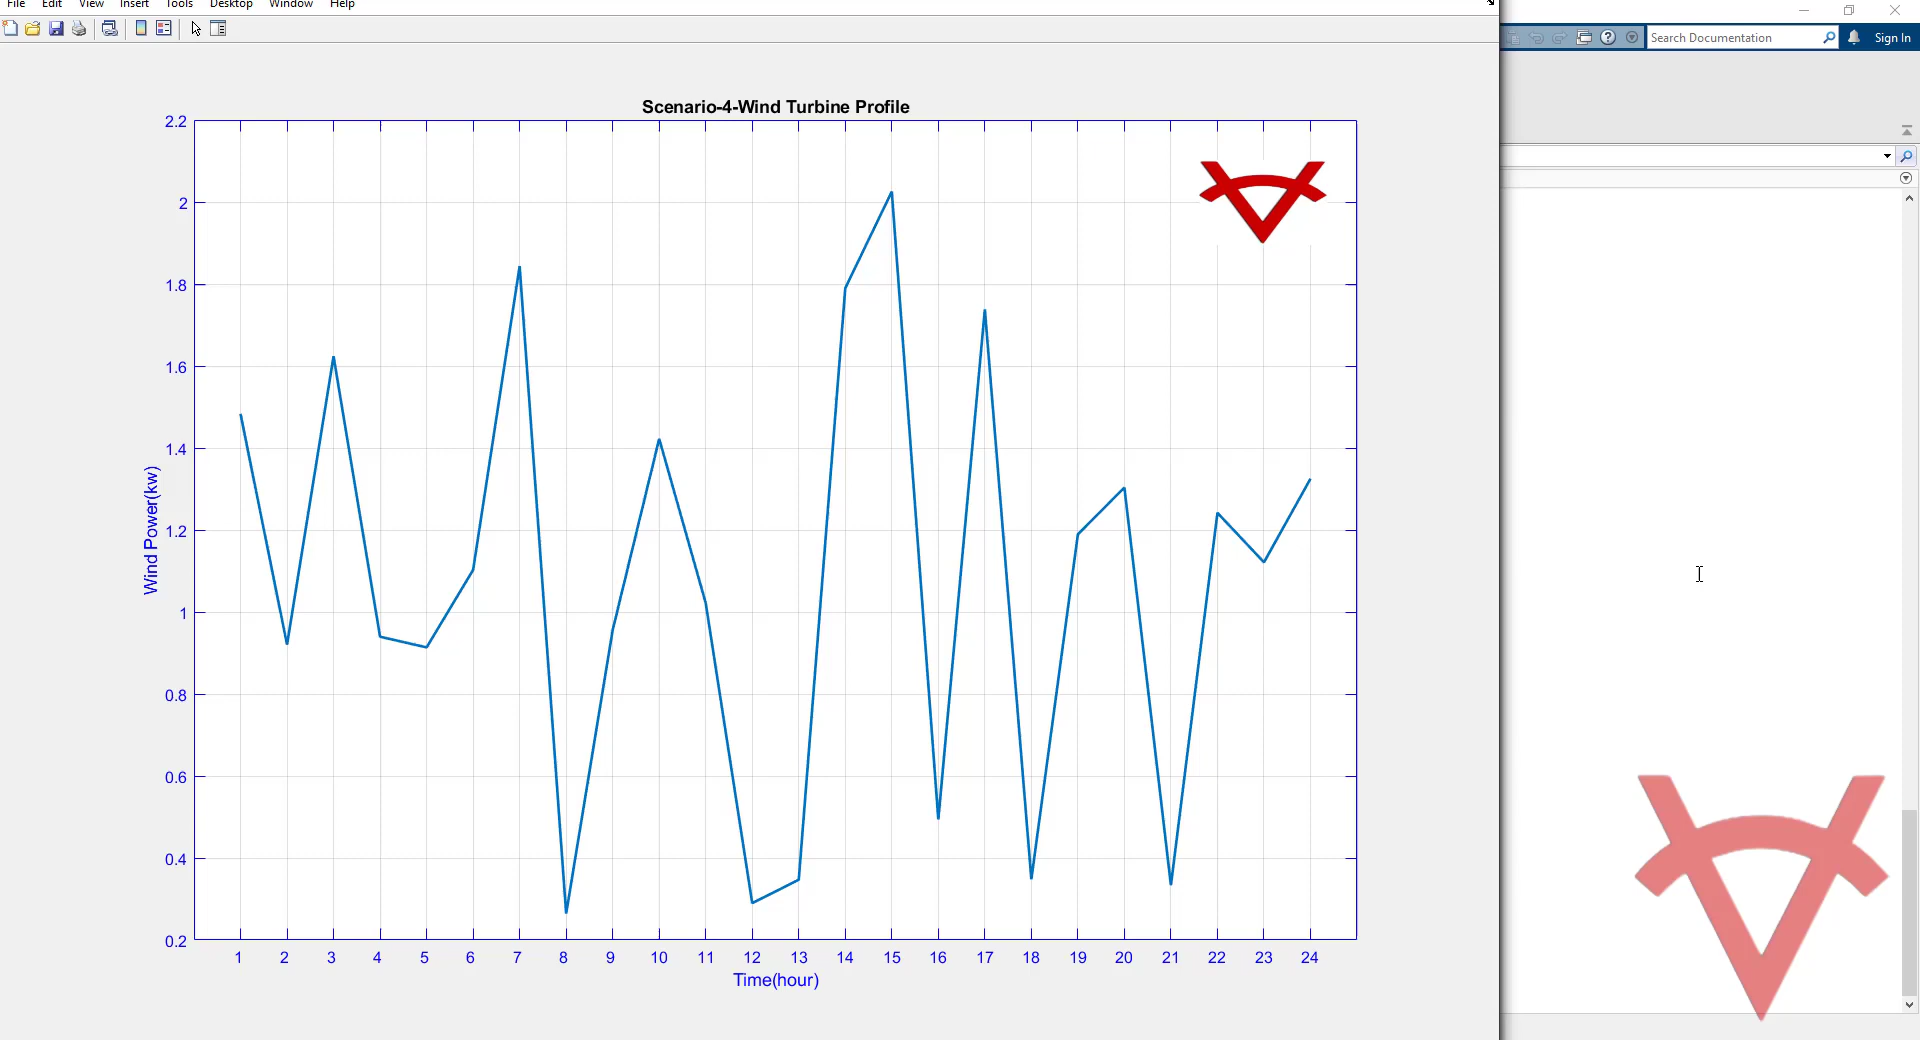 File Edit View Insert Tools Desktop Window Help
Search Documentation
Sign In
Scenario-4-Wind Turbine Profile
2.2
2
1.8
1.6
1.4
1.2
1
0.8
0.6
0.4
0.2
Wind Power(kw)
1 2 3 4 5 6 7 8 9 10 11 12 13 14 15 16 17 18 19 20 21 22 23 24
Time(hour)